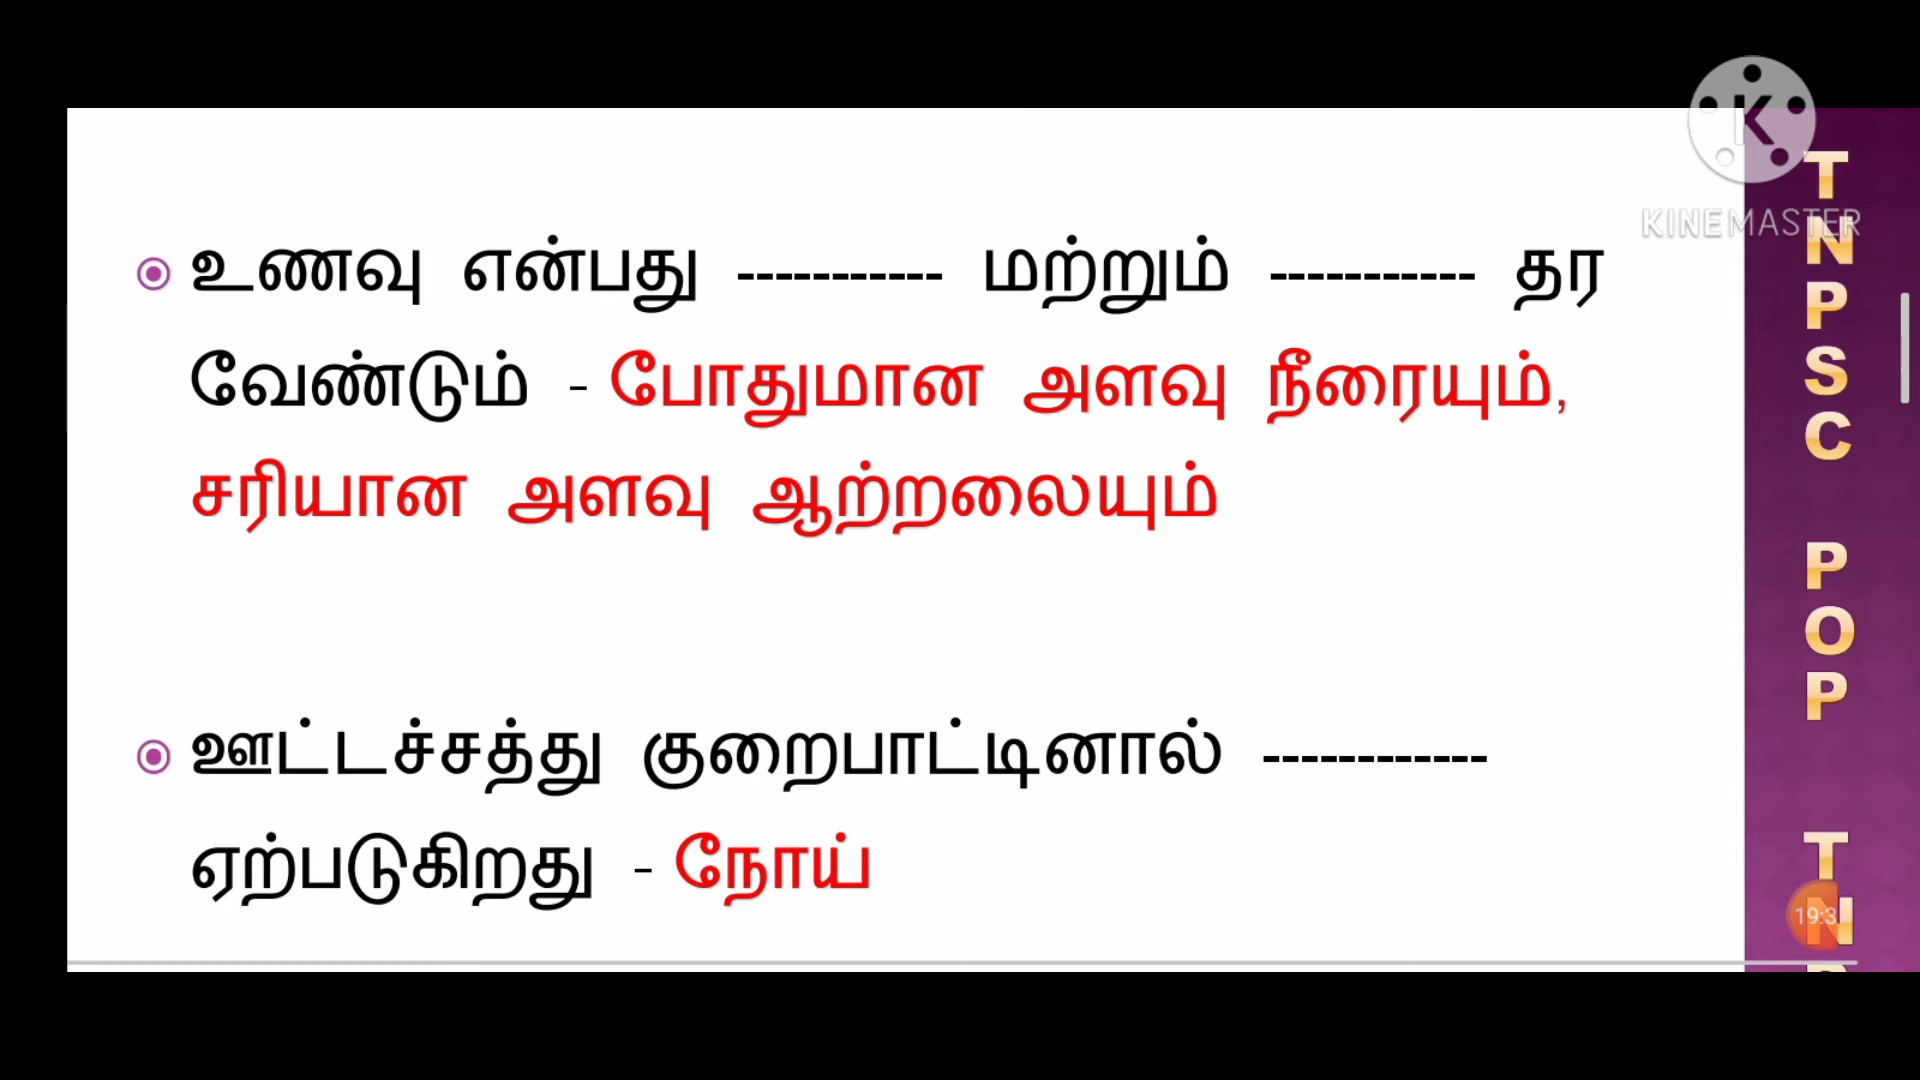 உணவு என்பது ----------- மற்றும் ----------- தர
வேண்டும் - போதுமான அளவு நீரையும்,
சரியான அளவு ஆற்றலையும்
ஊட்டச்சத்து குறைபாட்டினால் ------------
ஏற்படுகிறது - நோய்
KINEMASTER
TNPSC POP